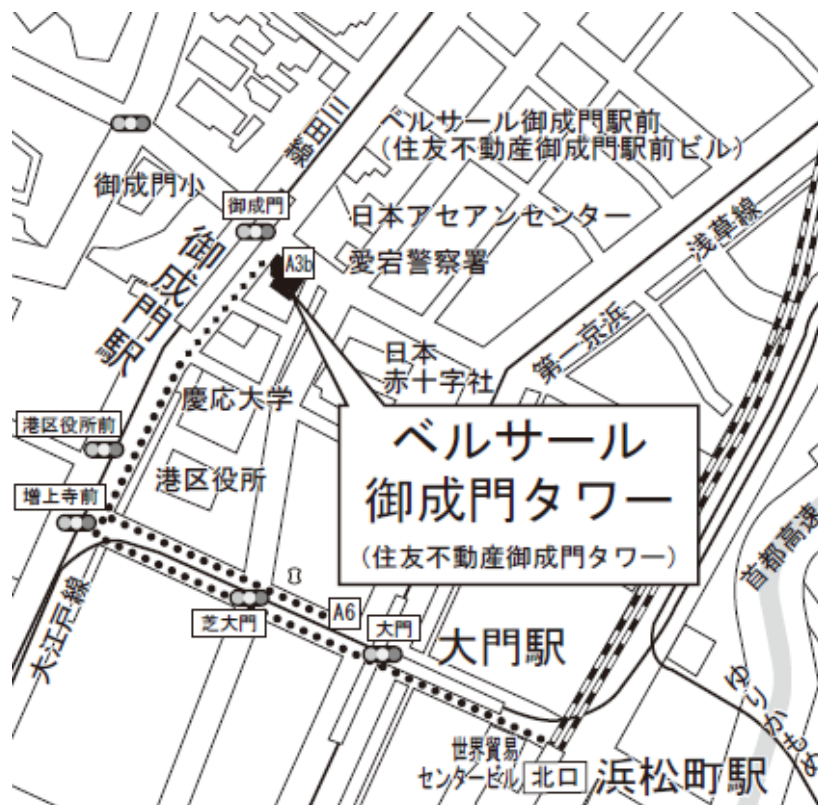 三田線
ベルサール御成門駅前
(住友不動産御成門駅前ビル)
御成門小
御成門
日本アセアンセンター
浅草線
御成門駅
A3b
愛宕警察署
第一京浜
日本
赤十字社
慶応大学
港区役所前
ベルサール
御成門タワー
(住友不動産御成門タワー)
港区役所
増上寺前
首都高速
大江戸線
芝大門
A6
大門
大門駅
ゆりかもめ
世界貿易
センタービル
北口
浜松町駅